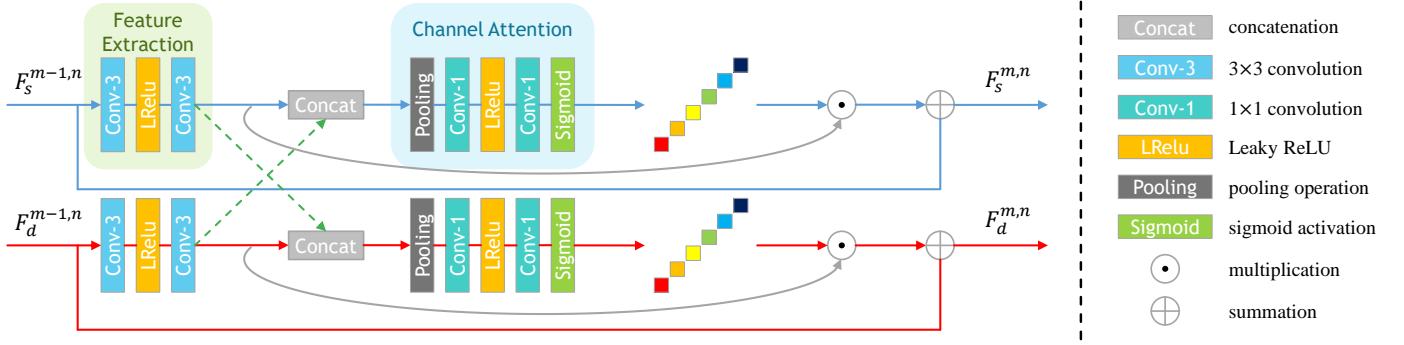 Feature
Extraction
Channel Attention
F_s^{m−1,n}
Conv-3
LRelu
Conv-3
Concat
Pooling
Conv-1
LRelu
Conv-1
Sigmoid
F_s^{m,n}
F_d^{m−1,n}
Conv-3
LRelu
Conv-3
Concat
Pooling
Conv-1
LRelu
Conv-1
Sigmoid
F_d^{m,n}
Concat concatenation
Conv-3 3×3 convolution
Conv-1 1×1 convolution
LRelu Leaky ReLU
Pooling pooling operation
Sigmoid sigmoid activation
multiplication
summation